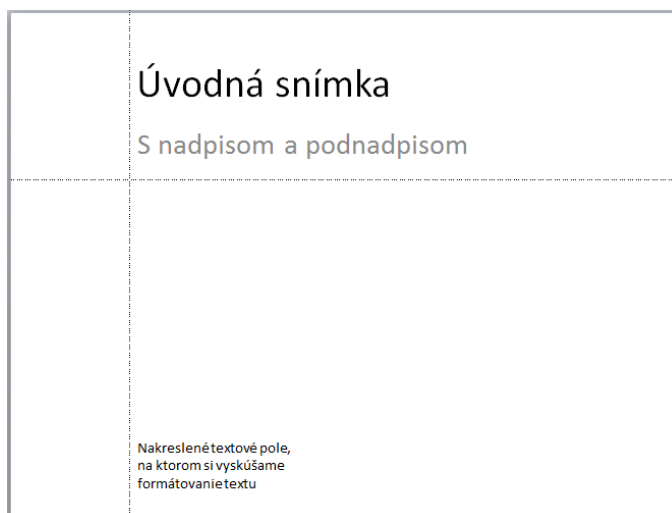 Úvodná snímka
S nadpisom a podnadpisom
Nakreslené textové pole,
na ktorom si vyskúšame
formátovanie textu